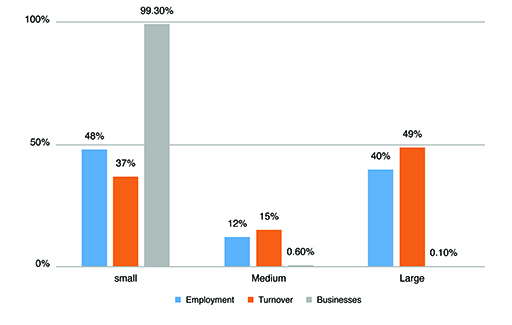 99.30%
100%
48%
37%
50%
12%
15%
0.60%
40%
49%
0.10%
0%
small
Medium
Large
Employment
Turnover
Businesses